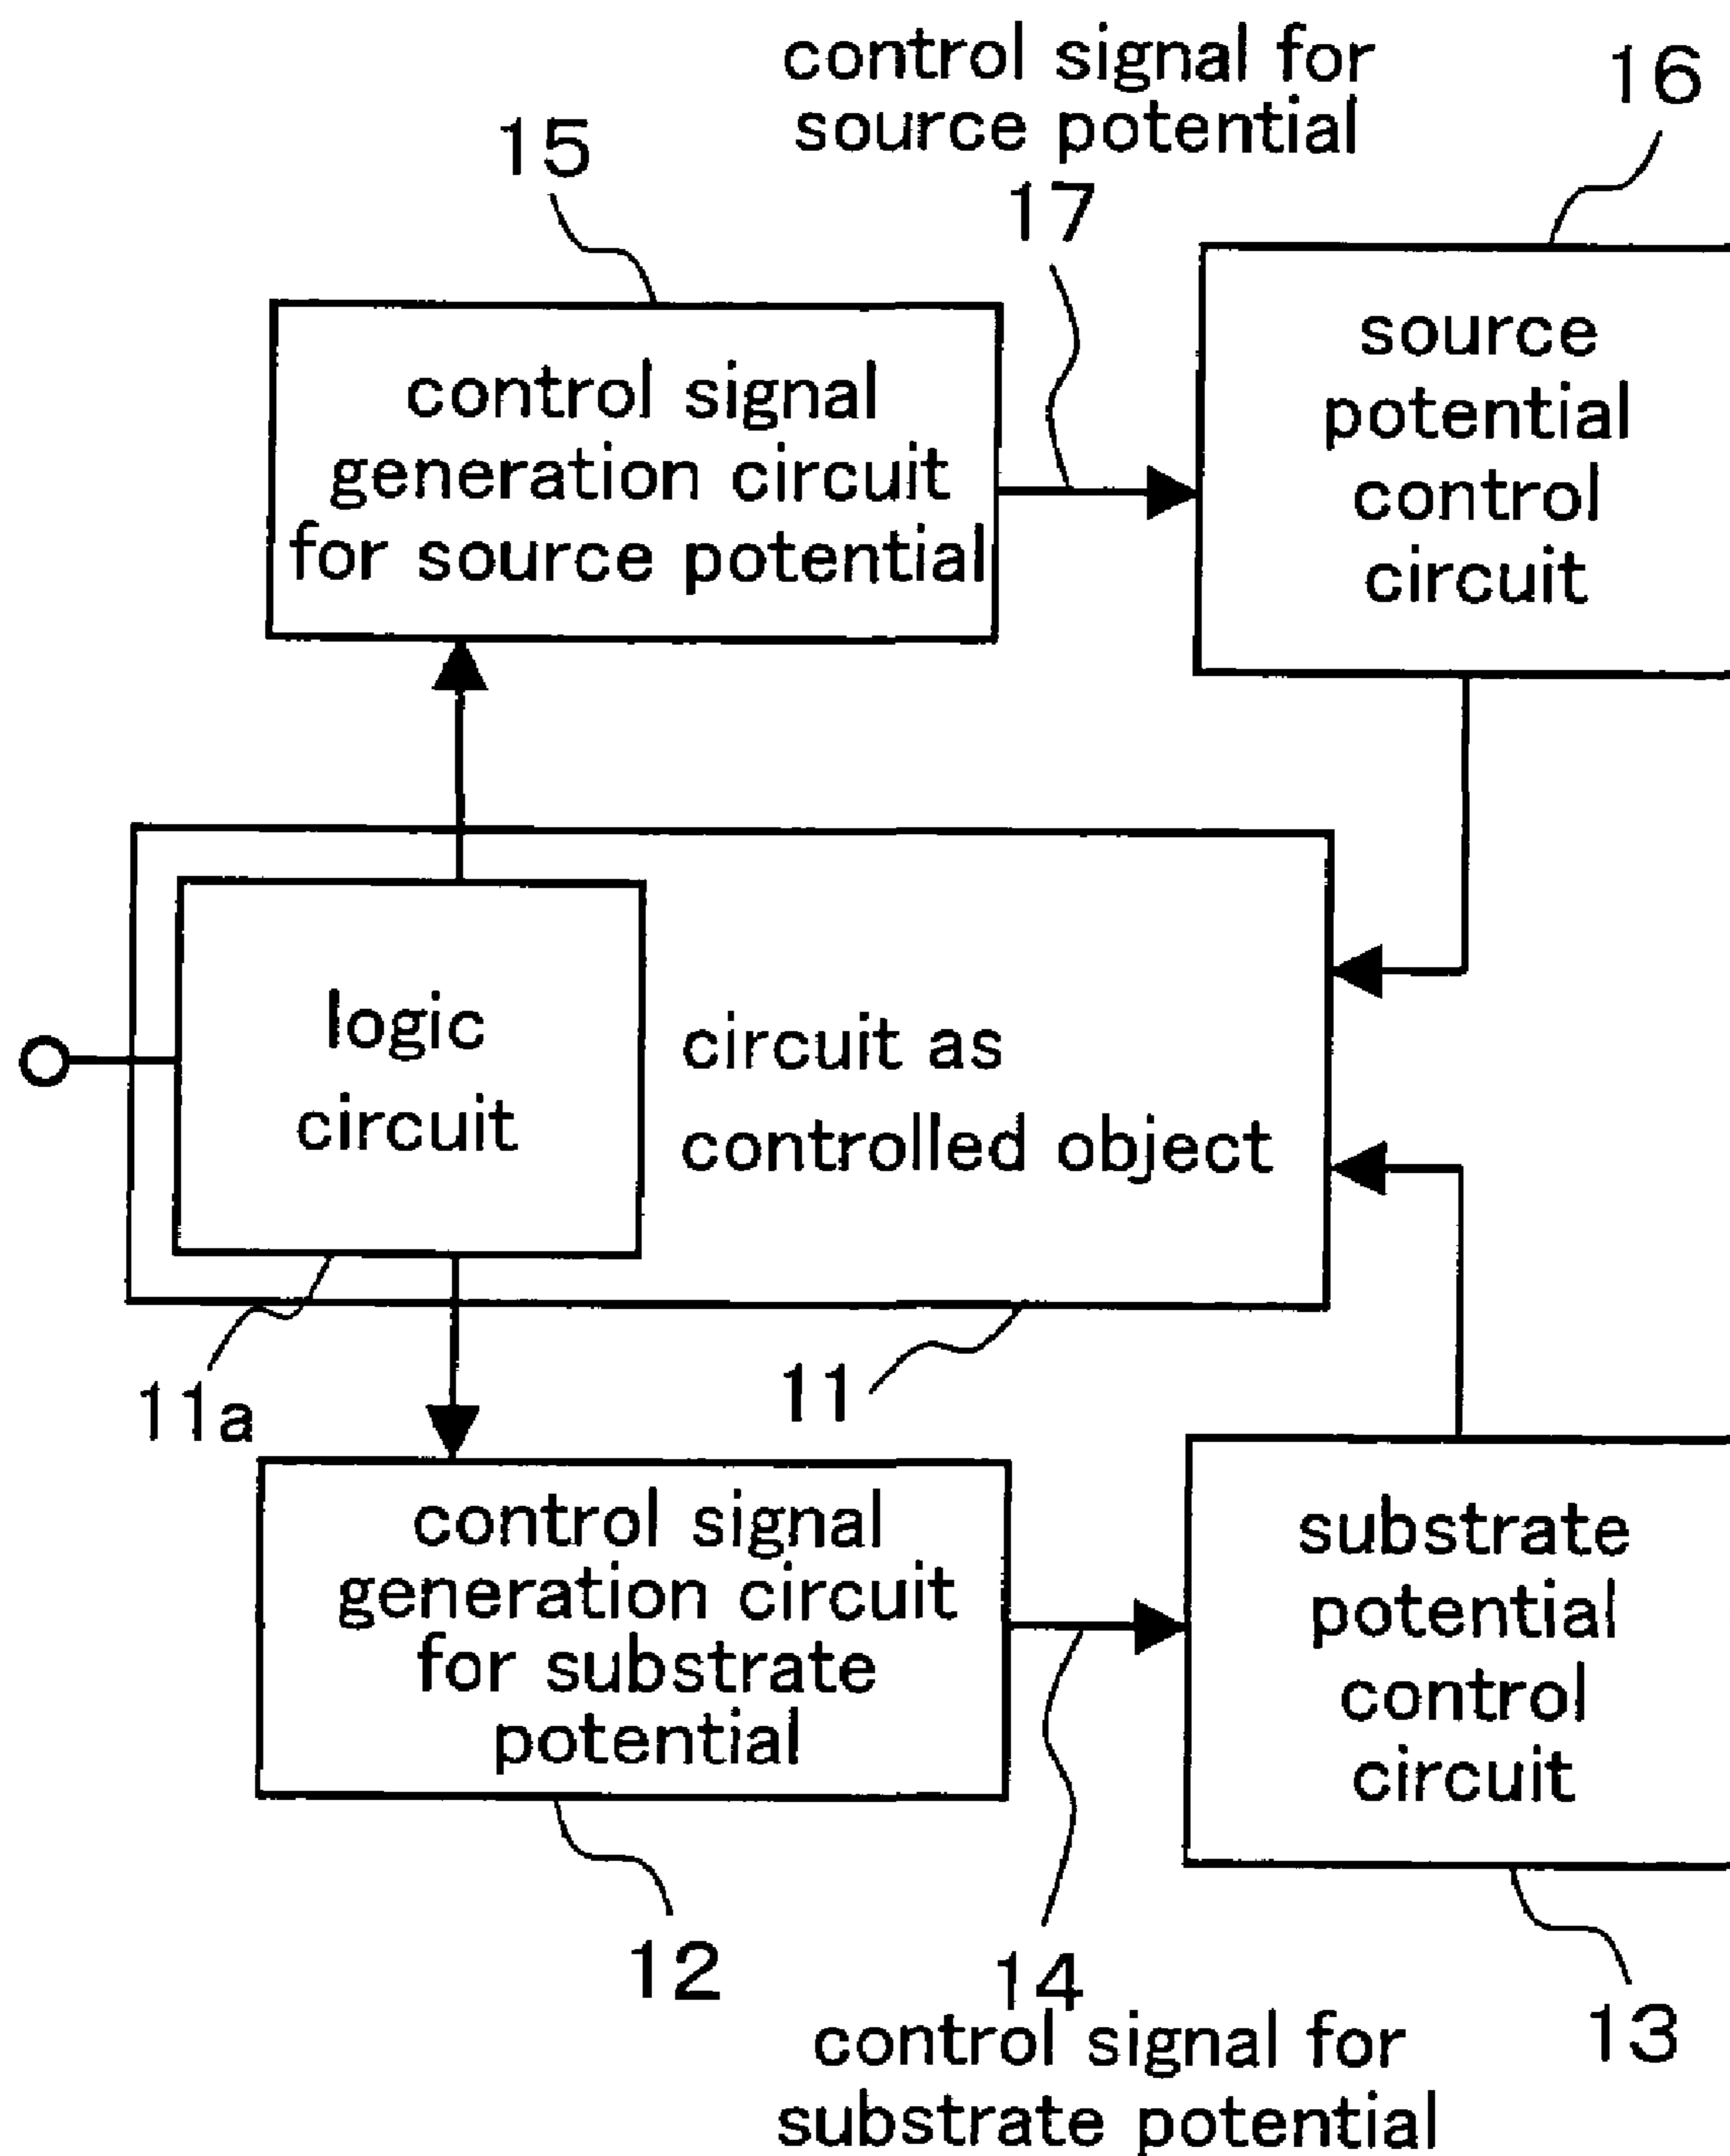 control signal for
source potential
16
15
17
source
potential
control
circuit
control signal
generation circuit
for source potential
logic
circuit
circuit as
controlled object
11a
11
control signal
generation circuit
for substrate
potential
substrate
potential
control
circuit
12
14
13
control signal for
substrate potential